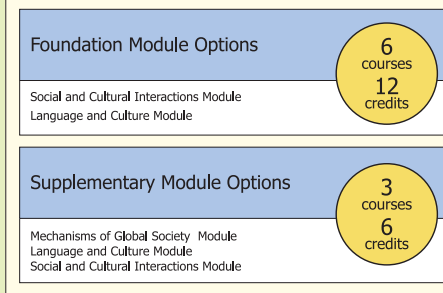 Foundation Module Options
6
courses
12
credits
Social and Cultural Interactions Module
Language and Culture Module
Supplementary Module Options
3
courses
6
credits
Mechanisms of Global Society Module
Language and Culture Module
Social and Cultural Interactions Module